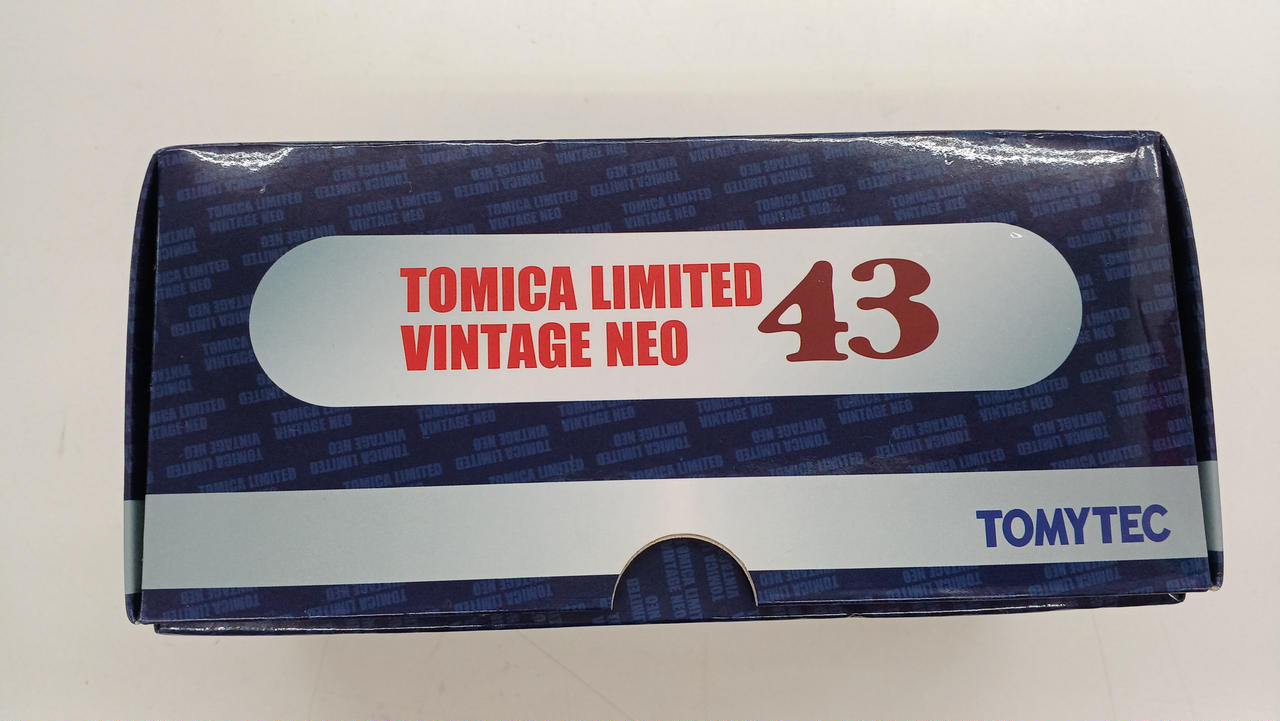 TOMICA LIMITED
VINTAGE NEO
43
TOMYTEC